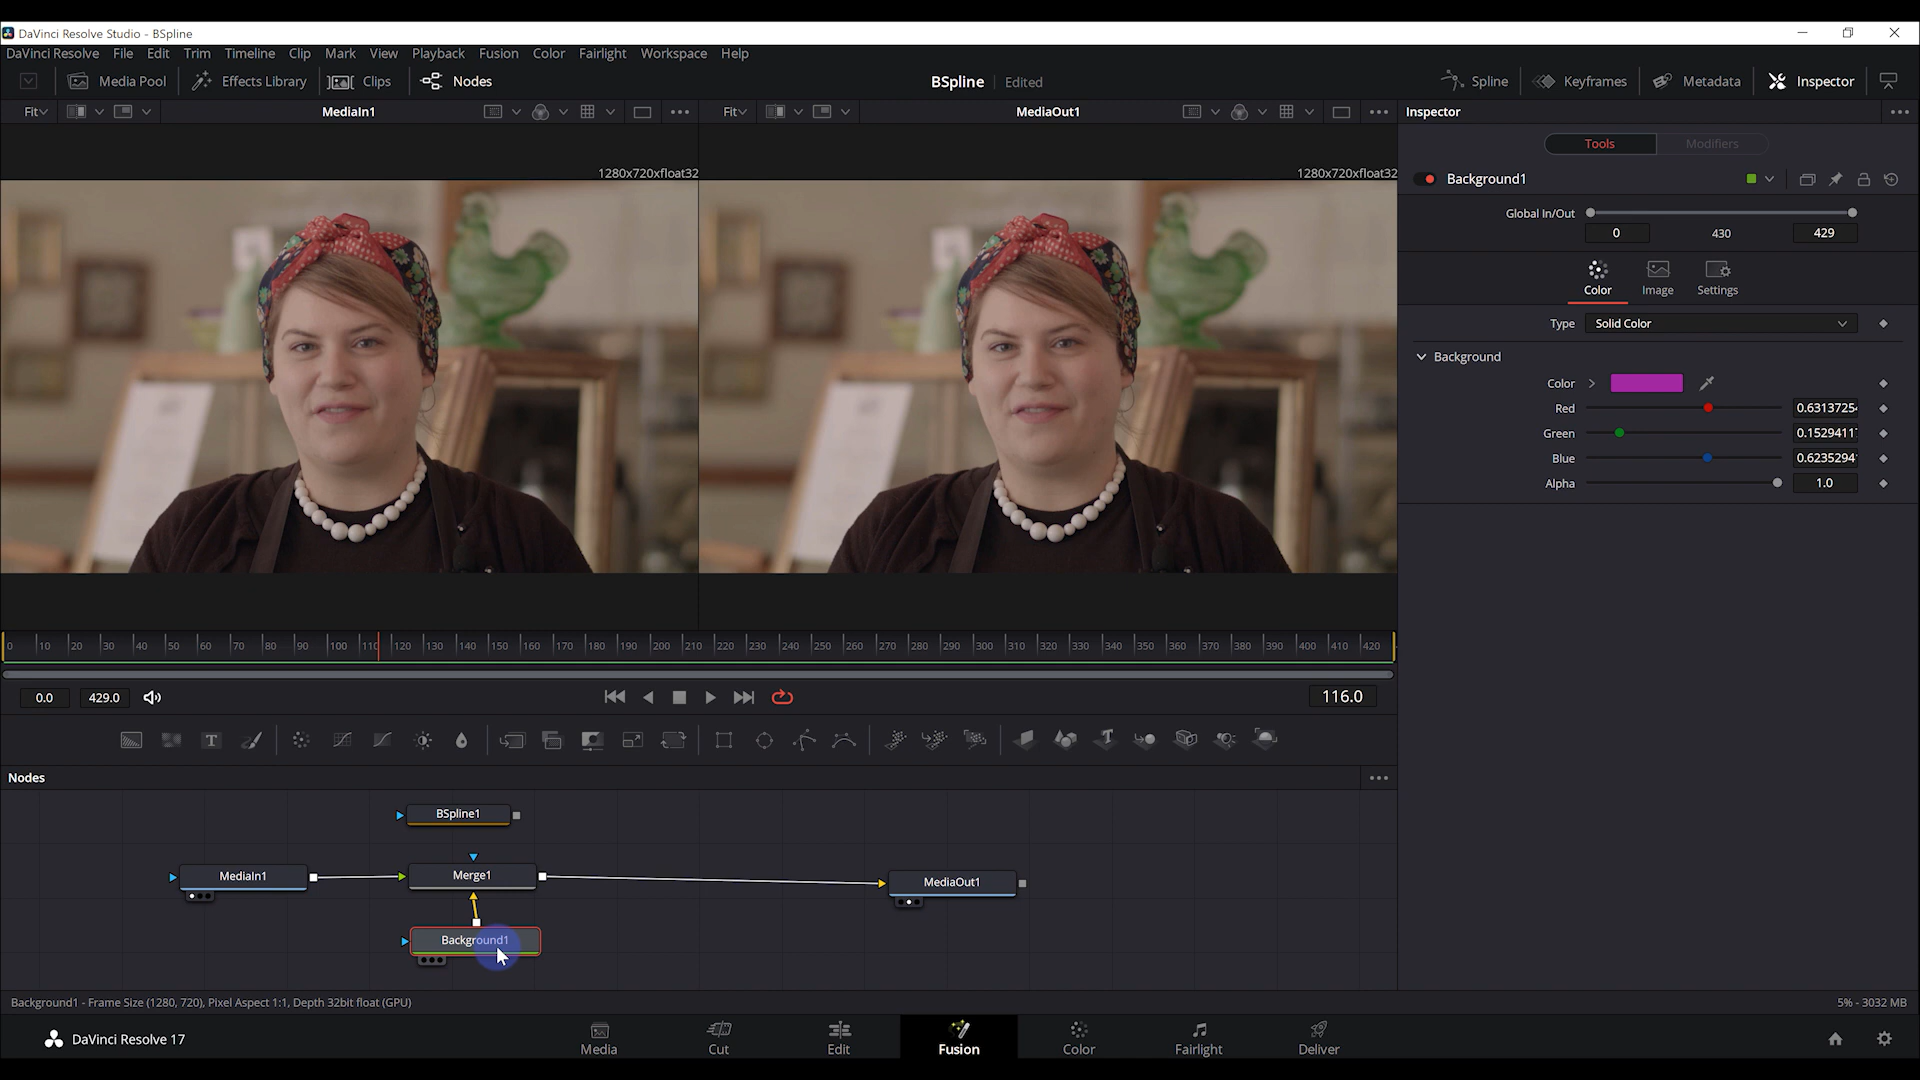 DaVinci Resolve Studio - BSpline
DaVinci Resolve File Edit Trim Timeline Clip Mark View Playback Fusion Color Fairlight Workspace Help
Media Pool Effects Library Clips Nodes BSpline Edited Spline Keyframes Metadata Inspector
Fit MediaIn1 Fit MediaOut1 Inspector
Tools Modifiers
1280x720xfloat32 1280x720xfloat32
Background1
Global In/Out
0 430 429
Color Image Settings
Type Solid Color
Background
Color
Red 0.6313725
Green 0.1529411
Blue 0.6235294
Alpha 1.0
0 10 20 30 40 50 60 70 80 90 100 110 120 130 140 150 160 170 180 190 200 210 220 230 240 250 260 270 280 290 300 310 320 330 340 350 360 370 380 390 400 410 420
0.0 429.0 116.0
T
Nodes
BSpline1
MediaIn1 Merge1 MediaOut1
Background1
Background1 - Frame Size (1280, 720), Pixel Aspect 1:1, Depth 32bit float (GPU) 5% - 3032 MB
DaVinci Resolve 17 Media Cut Edit Fusion Color Fairlight Deliver